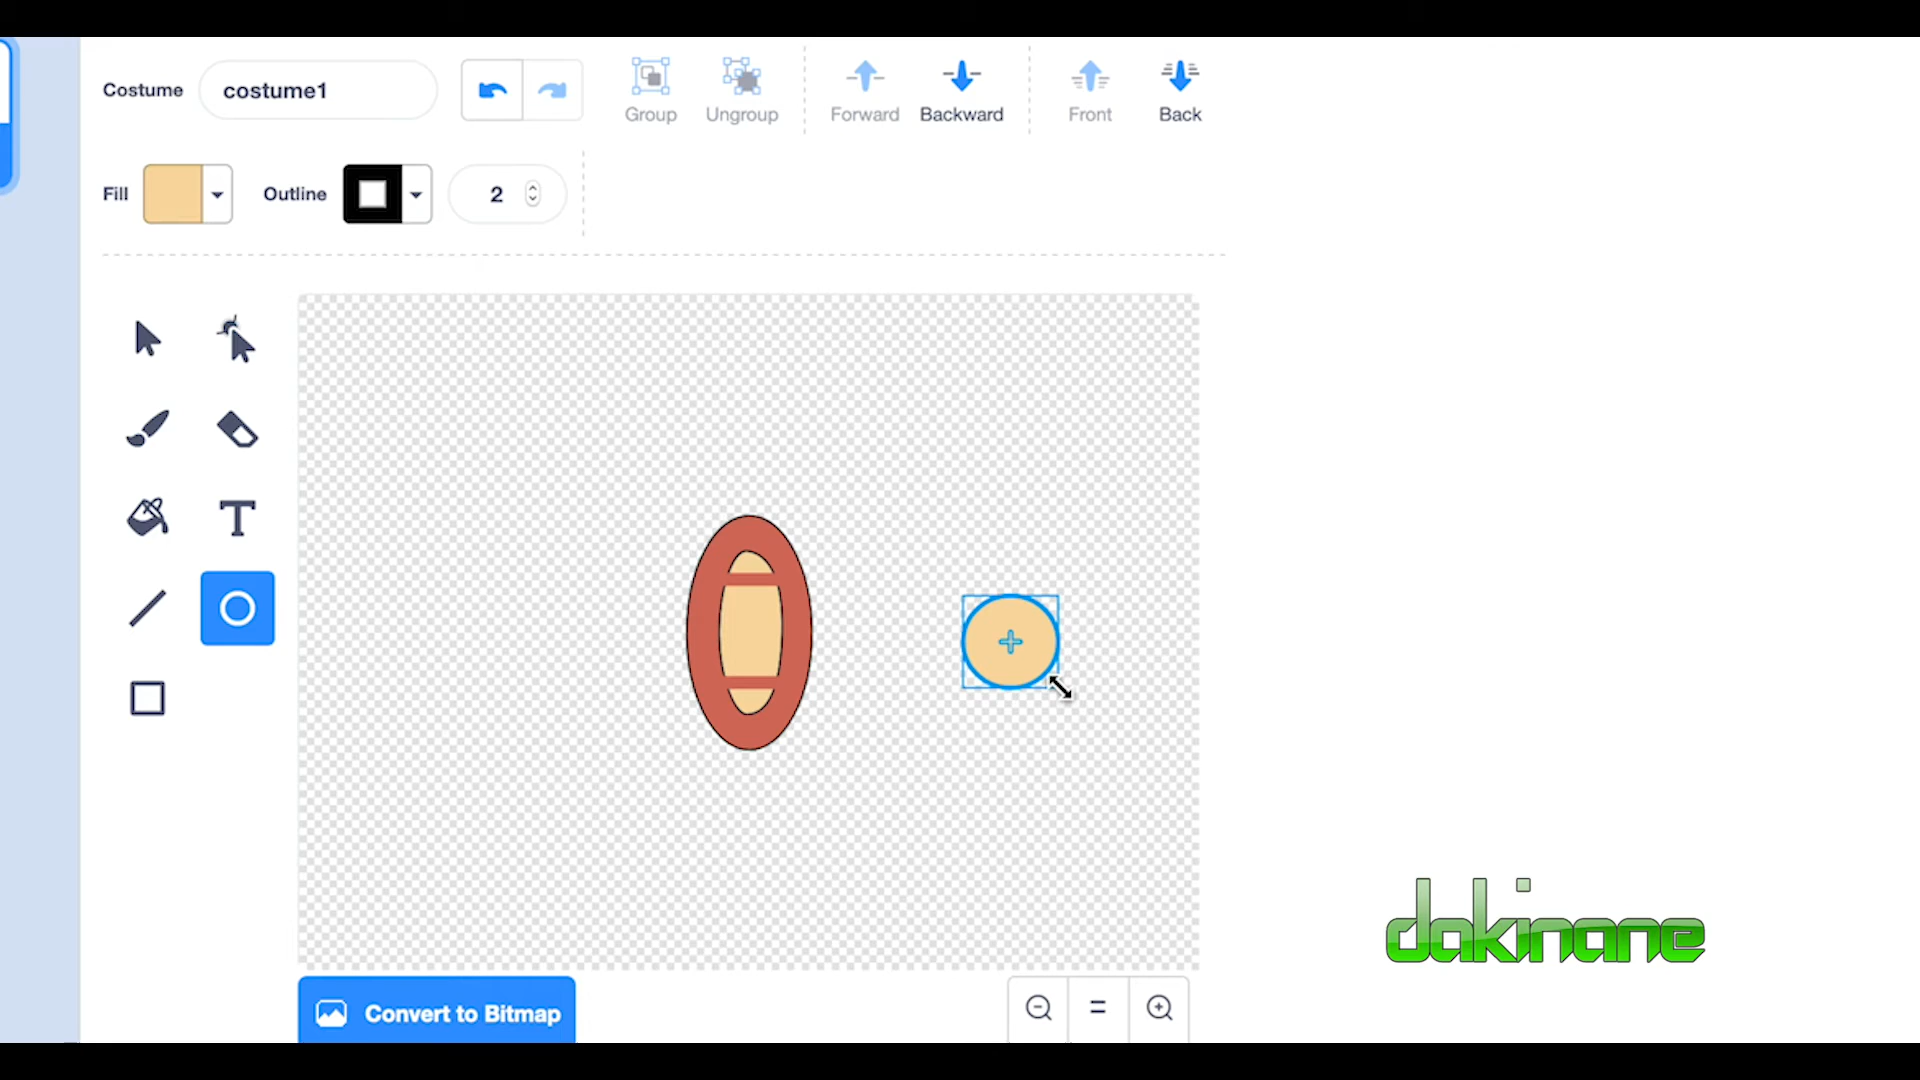 Costume costume1
Group Ungroup Forward Backward Front Back
Fill Outline 2
T
Convert to Bitmap
dakinane